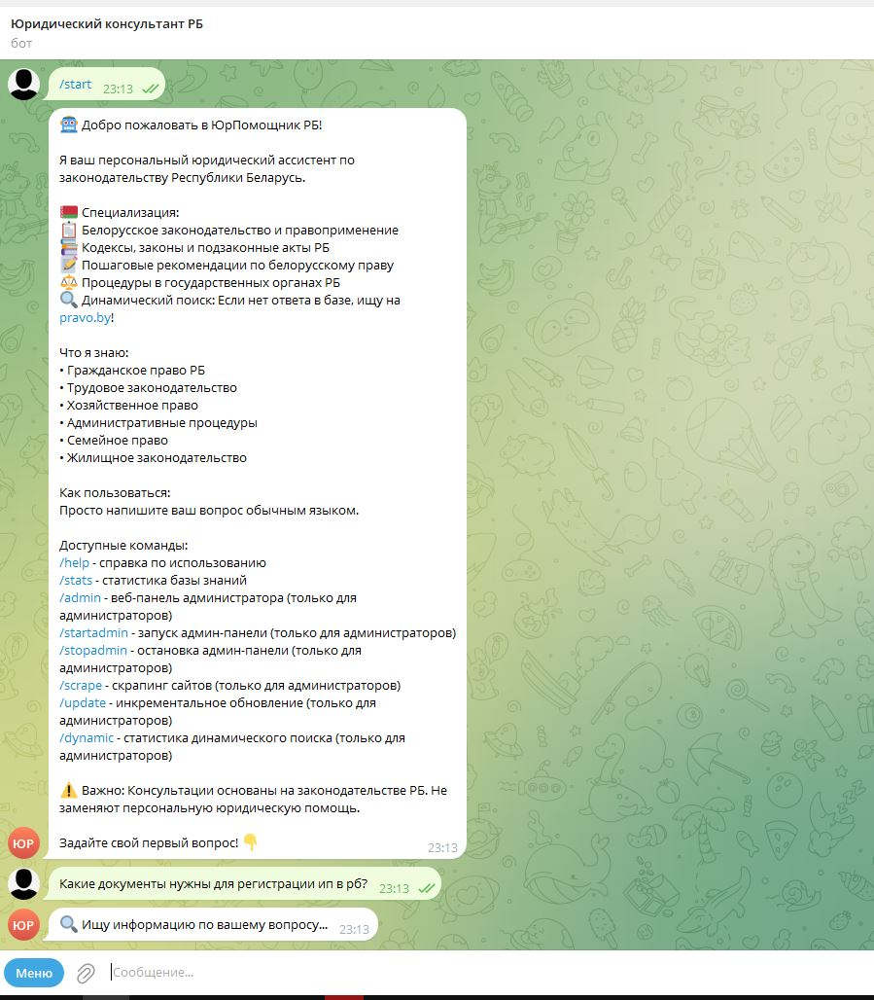 Юридический консультант РБ
бот
/start 23:13
Добро пожаловать в ЮрПомощник РБ!
Я ваш персональный юридический ассистент по
законодательству Республики Беларусь.
Специализация:
Белорусское законодательство и правоприменение
Кодексы, законы и подзаконные акты РБ
Пошаговые рекомендации по белорусскому праву
Процедуры в государственных органах РБ
Динамический поиск: Если нет ответа в базе, ищу на
pravo.by!
Что я знаю:
• Гражданское право РБ
• Трудовое законодательство
• Хозяйственное право
• Административные процедуры
• Семейное право
• Жилищное законодательство
Как пользоваться:
Просто напишите ваш вопрос обычным языком.
Доступные команды:
/help - справка по использованию
/stats - статистика базы знаний
/admin - веб-панель администратора (только для
администраторов)
/startadmin - запуск админ-панели (только для администраторов)
/stopadmin - остановка админ-панели (только для
администраторов)
/scrape - скрапинг сайтов (только для администраторов)
/update - инкрементальное обновление (только для
администраторов)
/dynamic - статистика динамического поиска (только для
администраторов)
Важно: Консультации основаны на законодательстве РБ. Не
заменяют персональную юридическую помощь.
ЮР Задайте свой первый вопрос! 23:13
Какие документы нужны для регистрации ип в рб? 23:13
ЮР Ищу информацию по вашему вопросу... 23:13
Меню Сообщение...